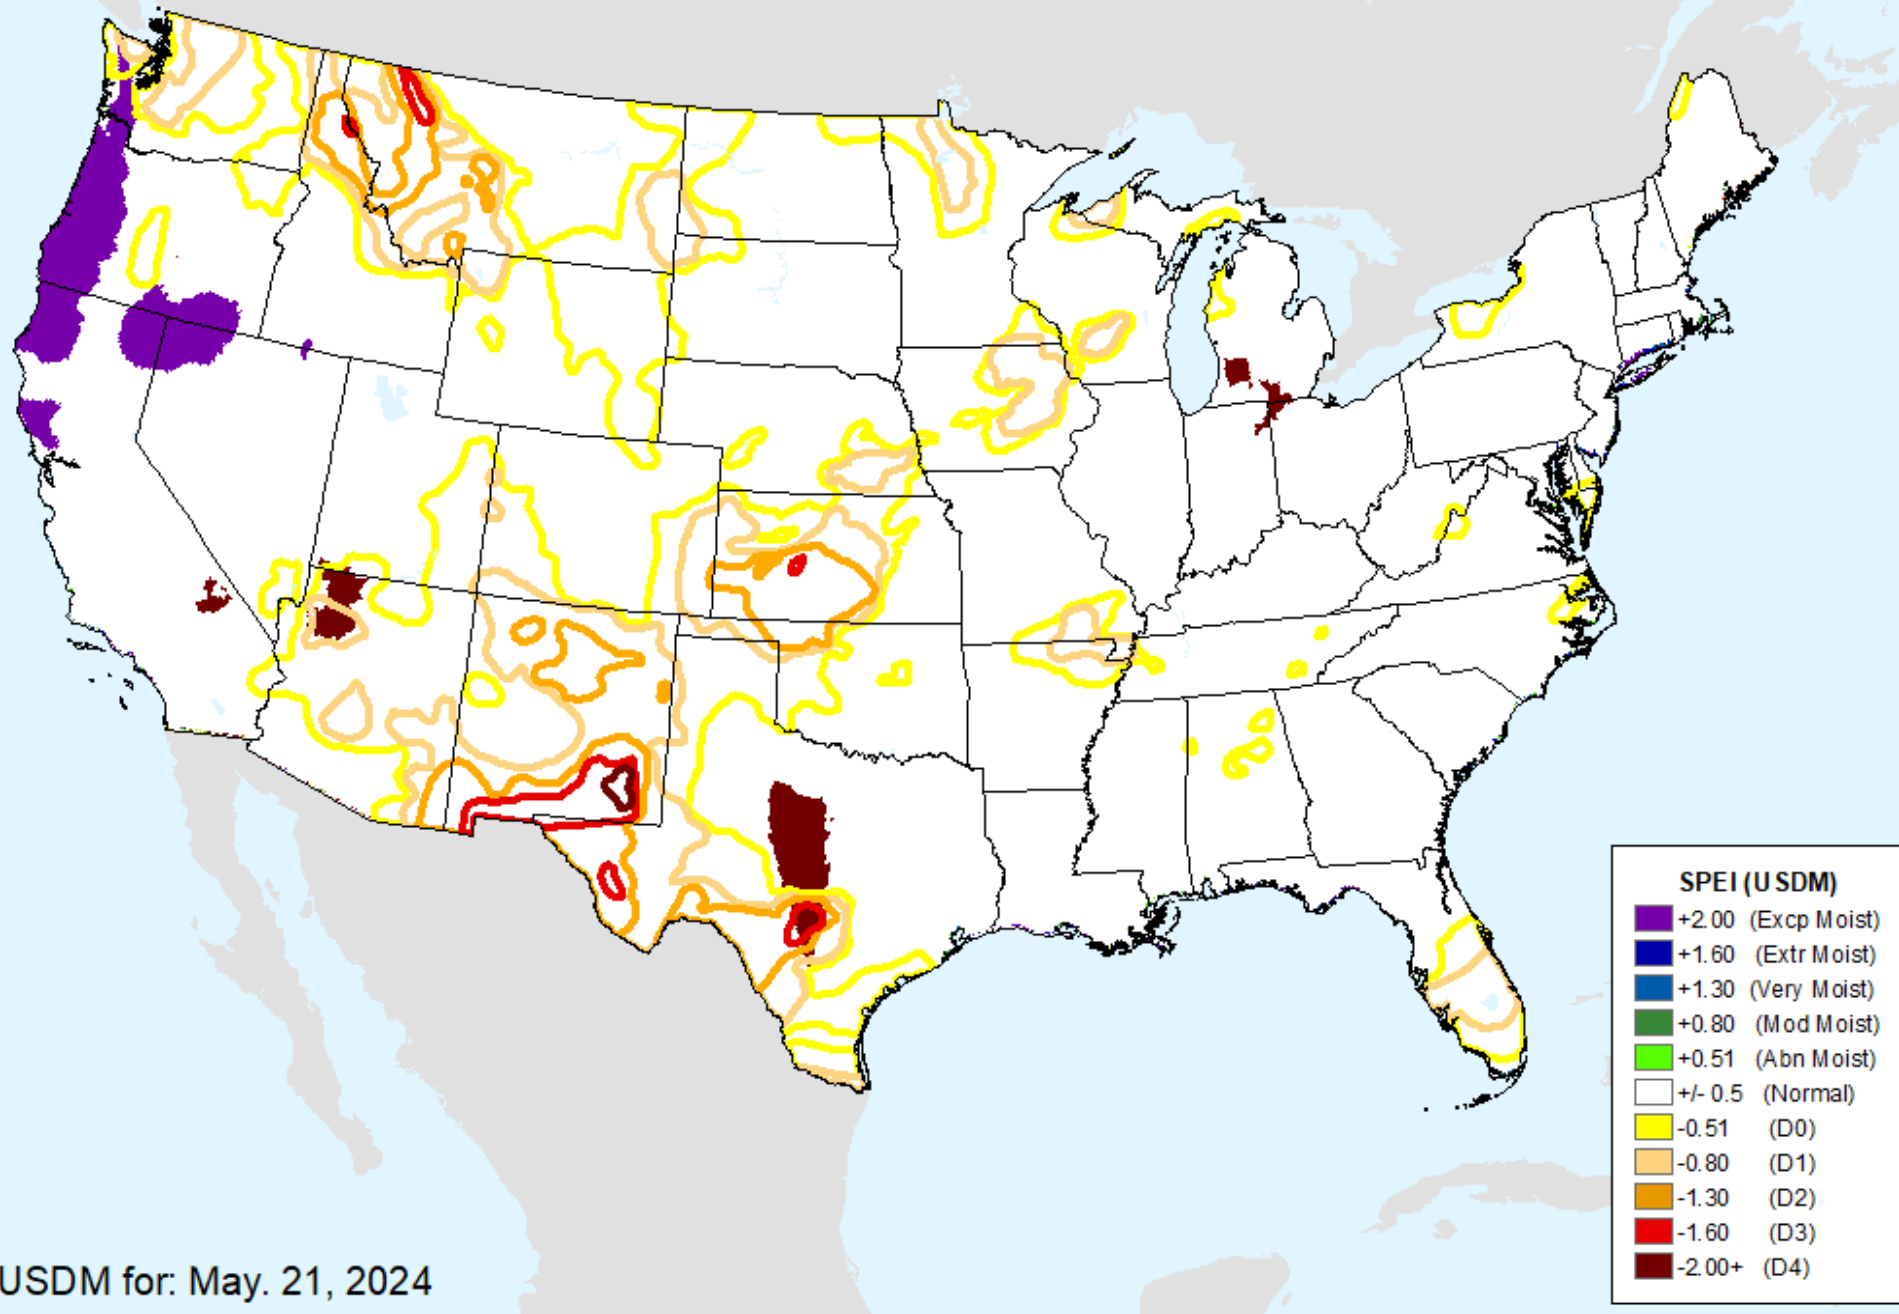 SPEI (USDM)
+2.00 (Excp Moist)
+1.60 (Extr Moist)
+1.30 (Very Moist)
+0.80 (Mod Moist)
+0.51 (Abn Moist)
+/- 0.5 (Normal)
-0.51 (D0)
-0.80 (D1)
-1.30 (D2)
-1.60 (D3)
-2.00+ (D4)
USDM for: May. 21, 2024